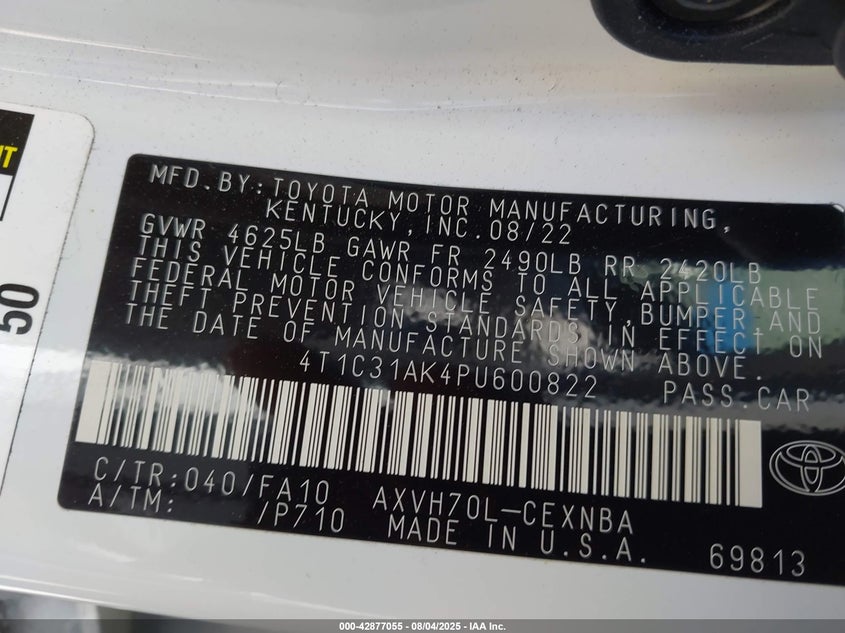 NT
50
MFD.BY:TOYOTA MOTOR MANUFACTURING,
KENTUCKY,INC.08/22
GVWR 4625LB GAWR FR 2490LB RR 2420LB
THIS VEHICLE CONFORMS TO ALL APPLICABLE
FEDERAL MOTOR VEHICLE SAFETY,BUMPER,AND
THEFT PREVENTION STANDARDS IN EFFECT ON
THE DATE OF MANUFACTURE SHOWN ABOVE.
4T1C31AK4PU600822 PASS.CAR
C/TR:040/FA10 AXVH70L-CEXNBA
A/TM: /P710 MADE IN U.S.A.
69813
000-42877055 - 08/04/2025 - IAA Inc.